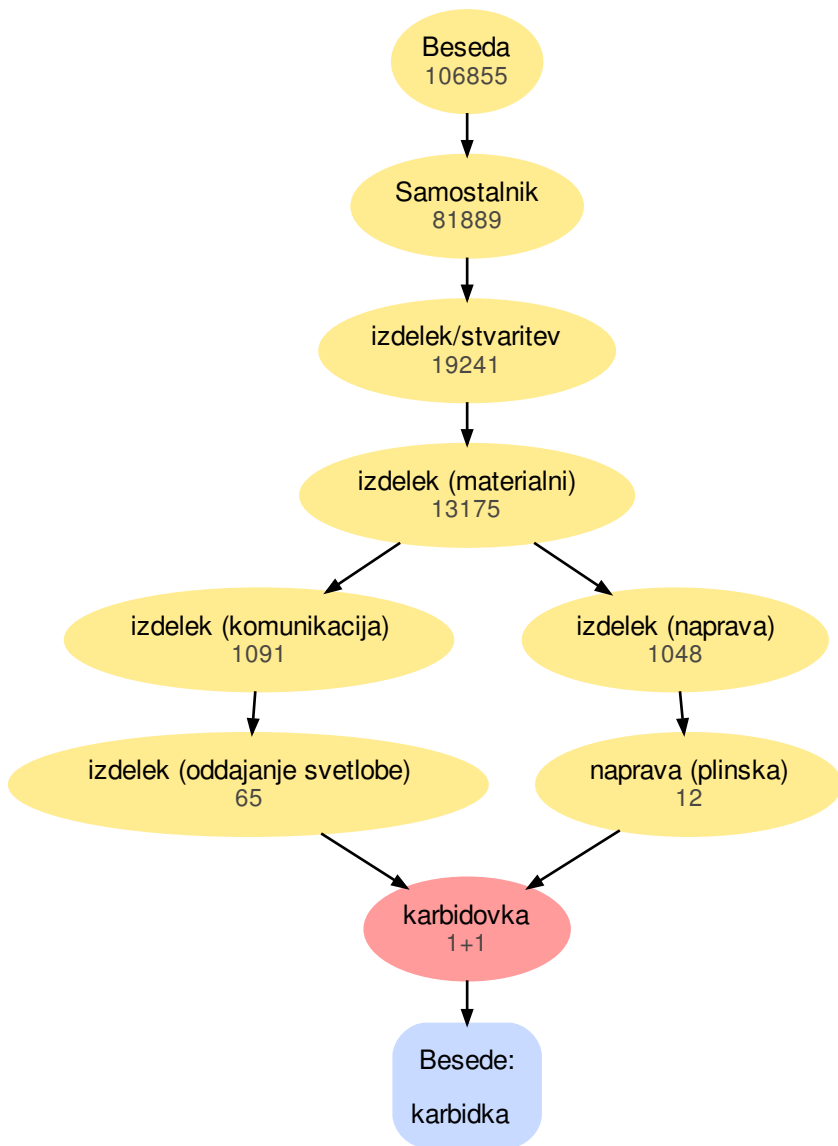 Beseda
106855
Samostalnik
81889
izdelek/stvaritev
19241
izdelek (materialni)
13175
izdelek (komunikacija)
1091
izdelek (naprava)
1048
izdelek (oddajanje svetlobe)
65
naprava (plinska)
12
karbidovka
1+1
Besede:
karbidka